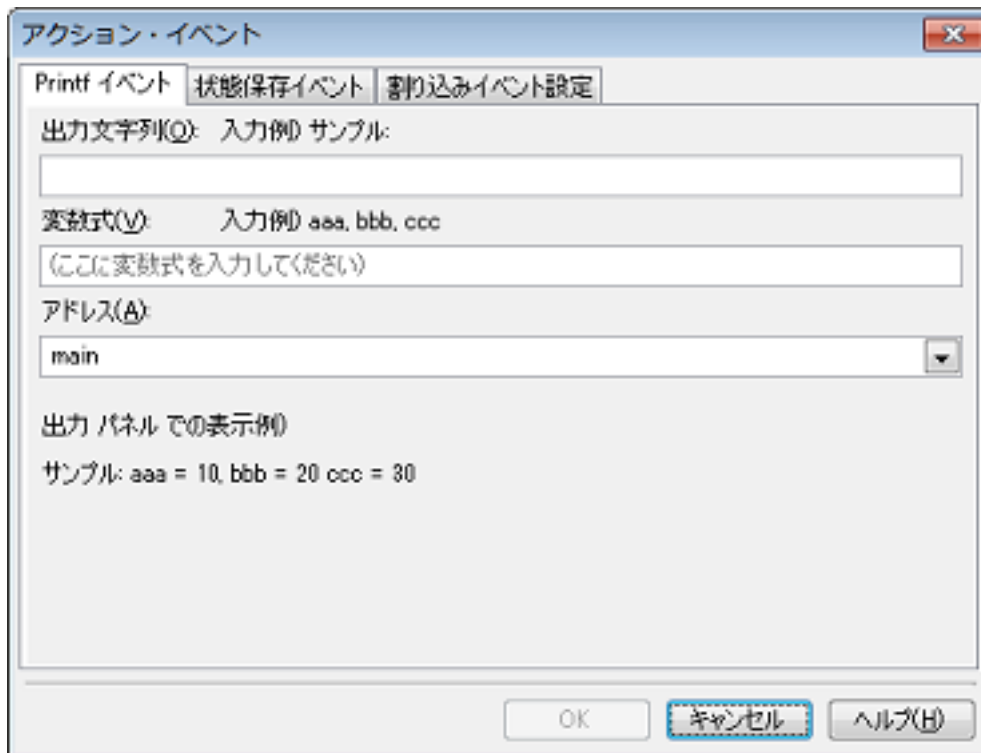 アクション・イベント
Printf イベント 状態保存イベント 割り込みイベント設定
出力文字列(O): 入力例) サンプル:
変数式(V): 入力例) aaa, bbb, ccc
(ここに変数式を入力してください)
アドレス(A):
main
出力 パネル での表示例)
サンプル: aaa = 10, bbb = 20 ccc = 30
OK キャンセル ヘルプ(H)